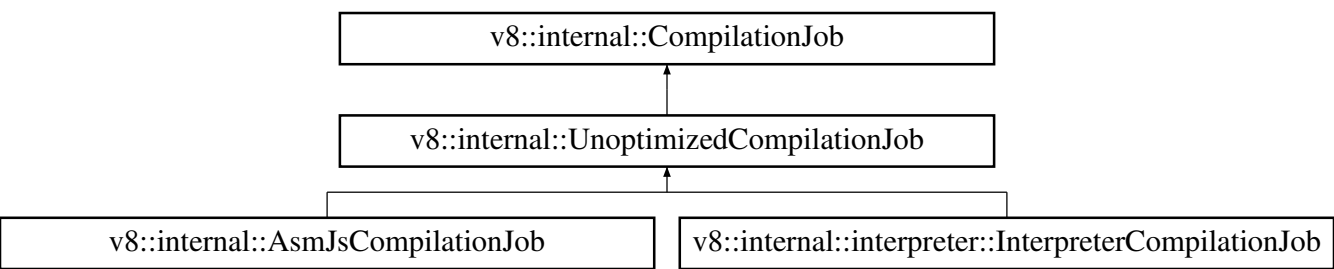 v8::internal::CompilationJob
v8::internal::UnoptimizedCompilationJob
v8::internal::AsmJsCompilationJob
v8::internal::interpreter::InterpreterCompilationJob